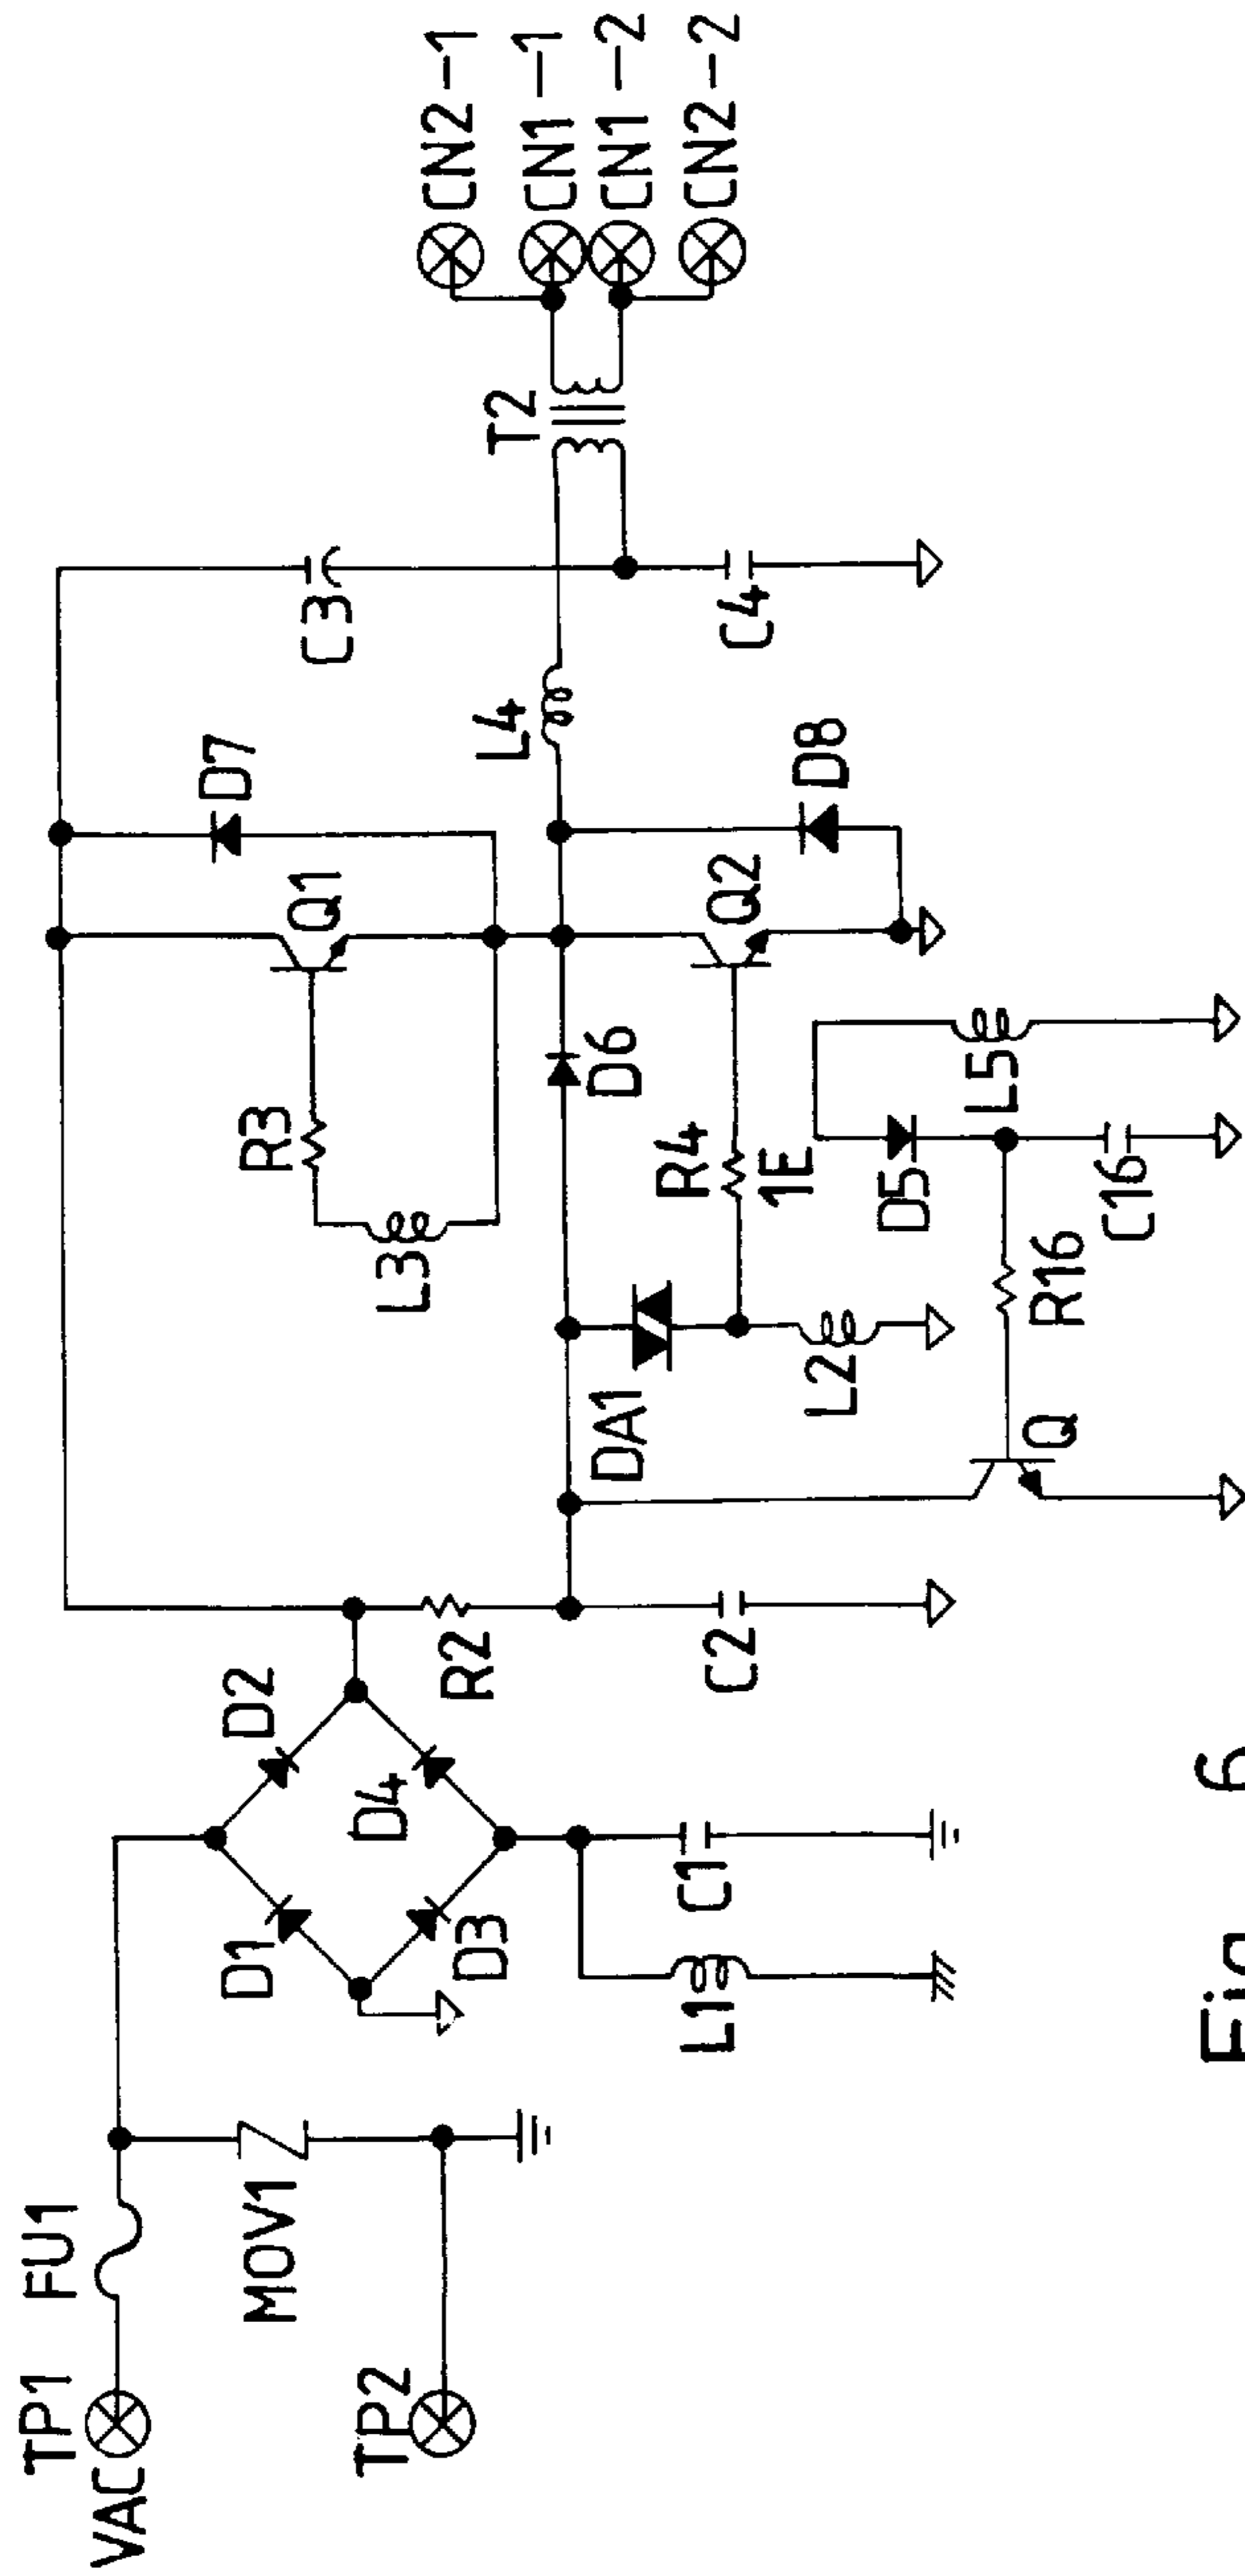 TP1 FU1
VAC
MOV1
TP2
D1
D2
D3
D4
L1
C1
R2
C2
L3
R3
Q1
D7
C3
DA1
D6
L4
T2
R4
1E
Q2
D8
C4
L2
D5
L5
Q
R16
C16
CN2-1
CN1-1
CN1-2
CN2-2
Fig. 6